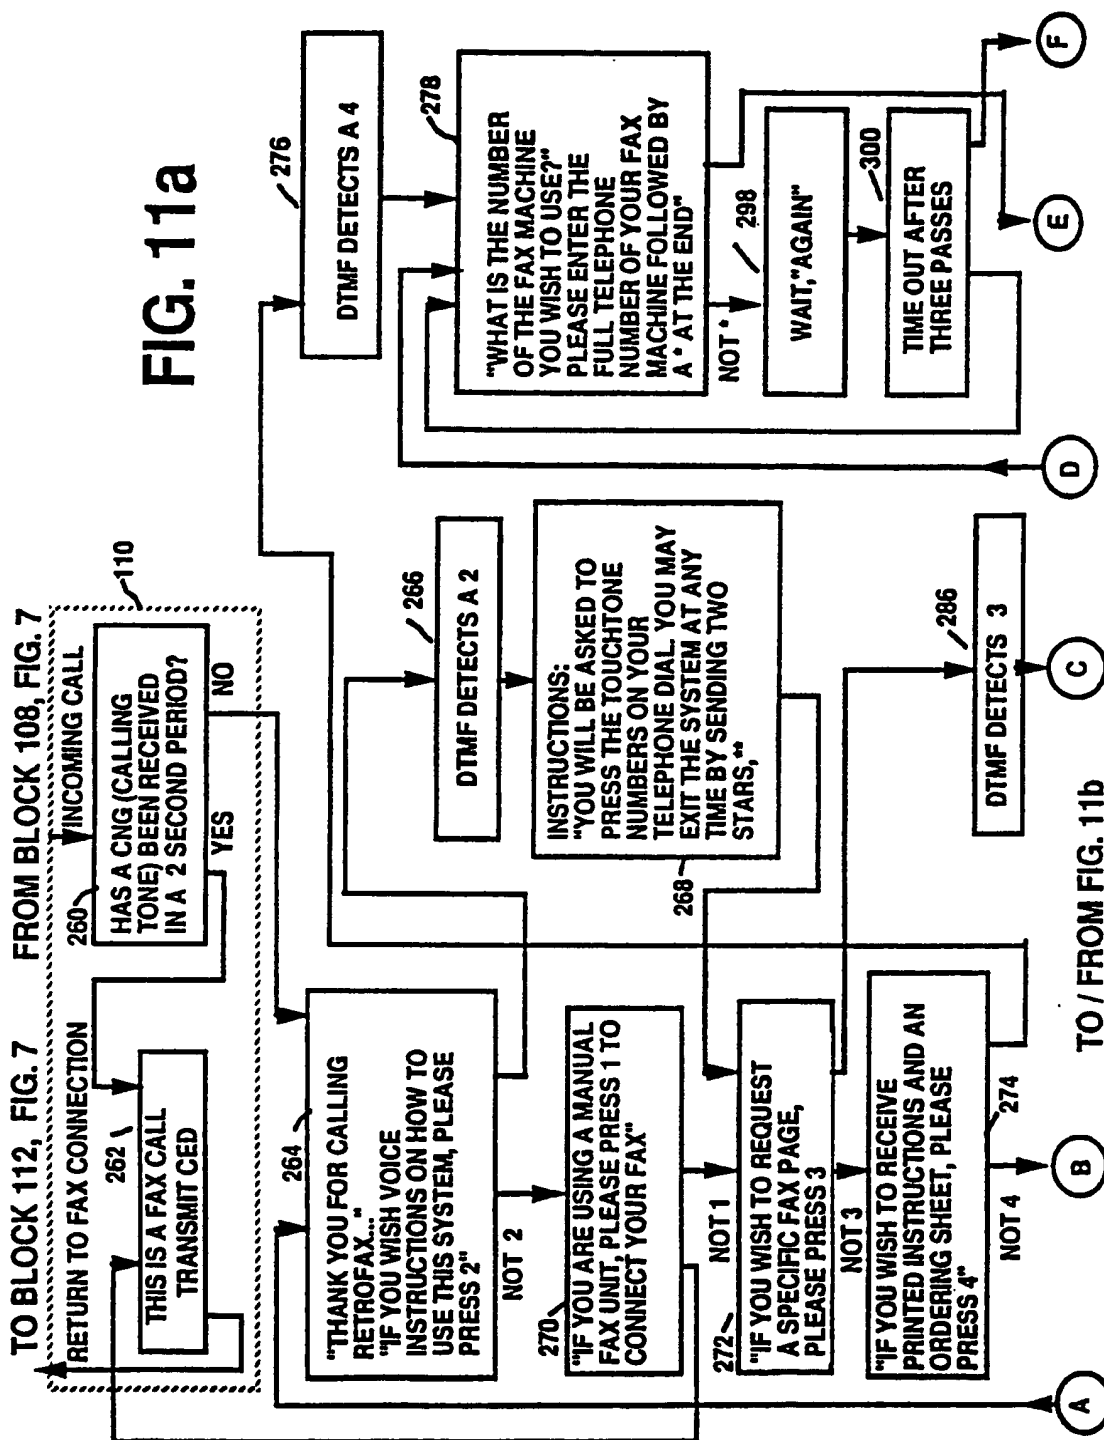 FIG. 11a
TO BLOCK 112, FIG. 7
FROM BLOCK 108, FIG. 7
RETURN TO FAX CONNECTION
INCOMING CALL
110
260
HAS A CNG (CALLING
TONE) BEEN RECEIVED
IN A 2 SECOND PERIOD?
YES
NO
262
THIS IS A FAX CALL
TRANSMIT CED
264
"THANK YOU FOR CALLING
RETROFAX..."
"IF YOU WISH VOICE
INSTRUCTIONS ON HOW TO
USE THIS SYSTEM, PLEASE
PRESS 2"
NOT 2
266
DTMF DETECTS A 2
INSTRUCTIONS:
"YOU WILL BE ASKED TO
PRESS THE TOUCHTONE
NUMBERS ON YOUR
TELEPHONE DIAL. YOU MAY
EXIT THE SYSTEM AT ANY
TIME BY SENDING TWO
STARS,**
268
270
"IF YOU ARE USING A MANUAL
FAX UNIT, PLEASE PRESS 1 TO
CONNECT YOUR FAX"
NOT 1
272
"IF YOU WISH TO REQUEST
A SPECIFIC FAX PAGE,
PLEASE PRESS 3
NOT 3
"IF YOU WISH TO RECEIVE
PRINTED INSTRUCTIONS AND AN
ORDERING SHEET, PLEASE
PRESS 4"
274
NOT 4
276
DTMF DETECTS A 4
278
"WHAT IS THE NUMBER
OF THE FAX MACHINE
YOU WISH TO USE?"
PLEASE ENTER THE
FULL TELEPHONE
NUMBER OF YOUR FAX
MACHINE FOLLOWED BY
A * AT THE END"
NOT *
298
WAIT,"AGAIN"
300
TIME OUT AFTER
THREE PASSES
286
DTMF DETECTS 3
A
B
C
D
E
F
TO / FROM FIG. 11b